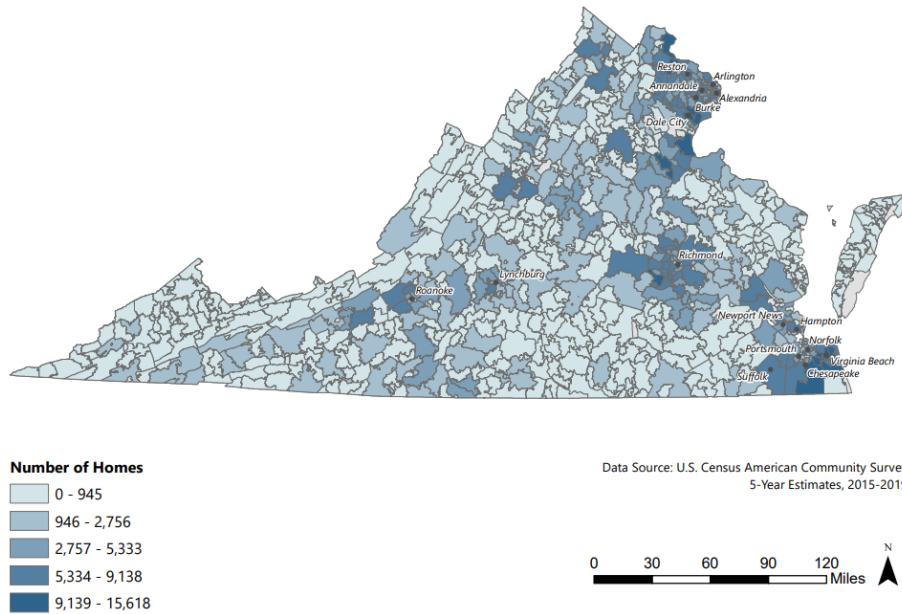 Reston
Arlington
Annandale
Alexandria
Burke
Dale City
Richmond
Lynchburg
Roanoke
Newport News
Hampton
Norfolk
Portsmouth
Virginia Beach
Suffolk
Chesapeake
Number of Homes
0 - 945
946 - 2,756
2,757 - 5,333
5,334 - 9,138
9,139 - 15,618
Data Source: U.S. Census American Community Surve
5-Year Estimates, 2015-201
0 30 60 90 120
Miles
N